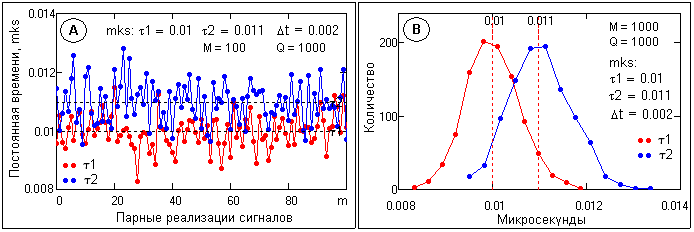 A
mks: τ1 = 0.01 τ2 = 0.011 Δt = 0.002
M = 100 Q = 1000
Постоянная времени, mks
0.014
0.012
0.01
0.008
τ1
τ2
0 20 40 60 80 m
Парные реализации сигналов
B
0.01 0.011
M = 1000
Q = 1000
mks:
τ1 = 0.01
τ2 = 0.011
Δt = 0.002
Количество
200
100
0
τ1
τ2
0.008 0.01 0.012 0.014
Микросекунды